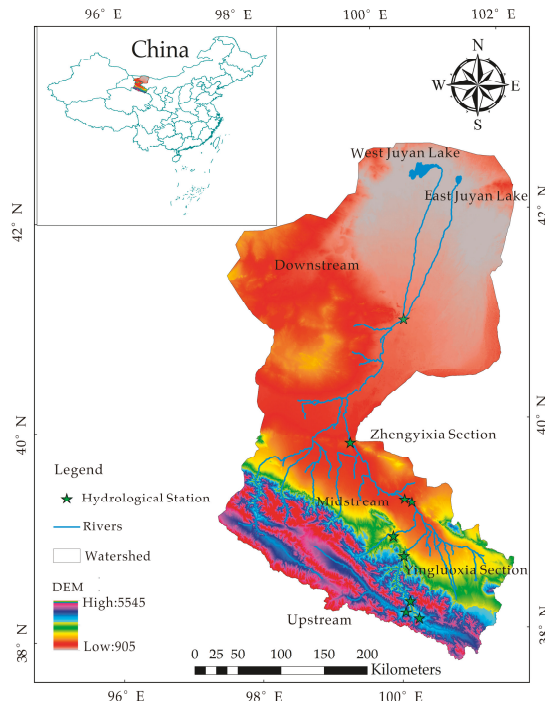 96° E 98° E 100° E 102° E
China
N
W E
S
West Juyan Lake
East Juyan Lake
42° N
42° N
Downstream
Zhengyixia Section
40° N
40° N
Legend
Hydrological Station
Midstream
Rivers
Watershed
Yingluoxia Section
DEM
High:5545
Upstream
Low:905
38° N
38° N
0 25 50 100 150 200
Kilometers
96° E 98° E 100° E